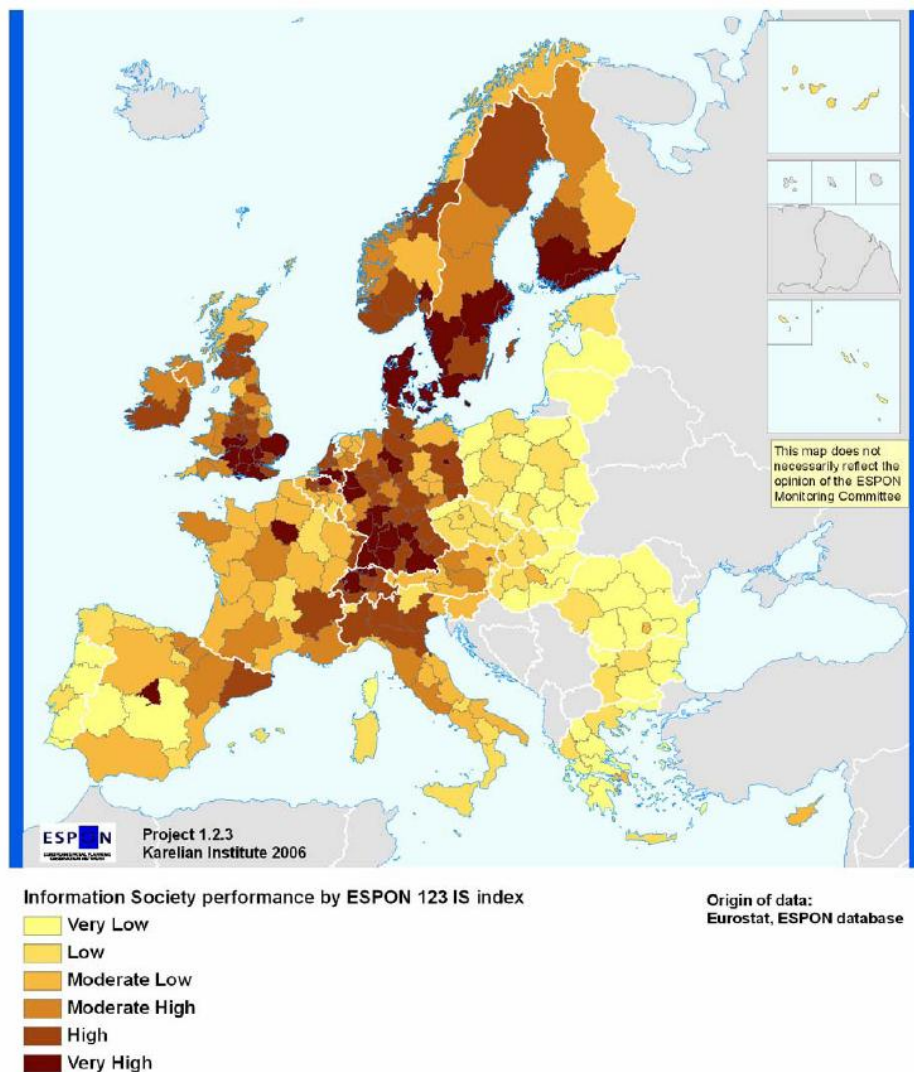 This map does not
necessarily reflect the
opinion of the ESPON
Monitoring Committee
ESPON
Project 1.2.3
Karelian Institute 2006
Information Society performance by ESPON 123 IS index
Very Low
Low
Moderate Low
Moderate High
High
Very High
Origin of data:
Eurostat, ESPON database